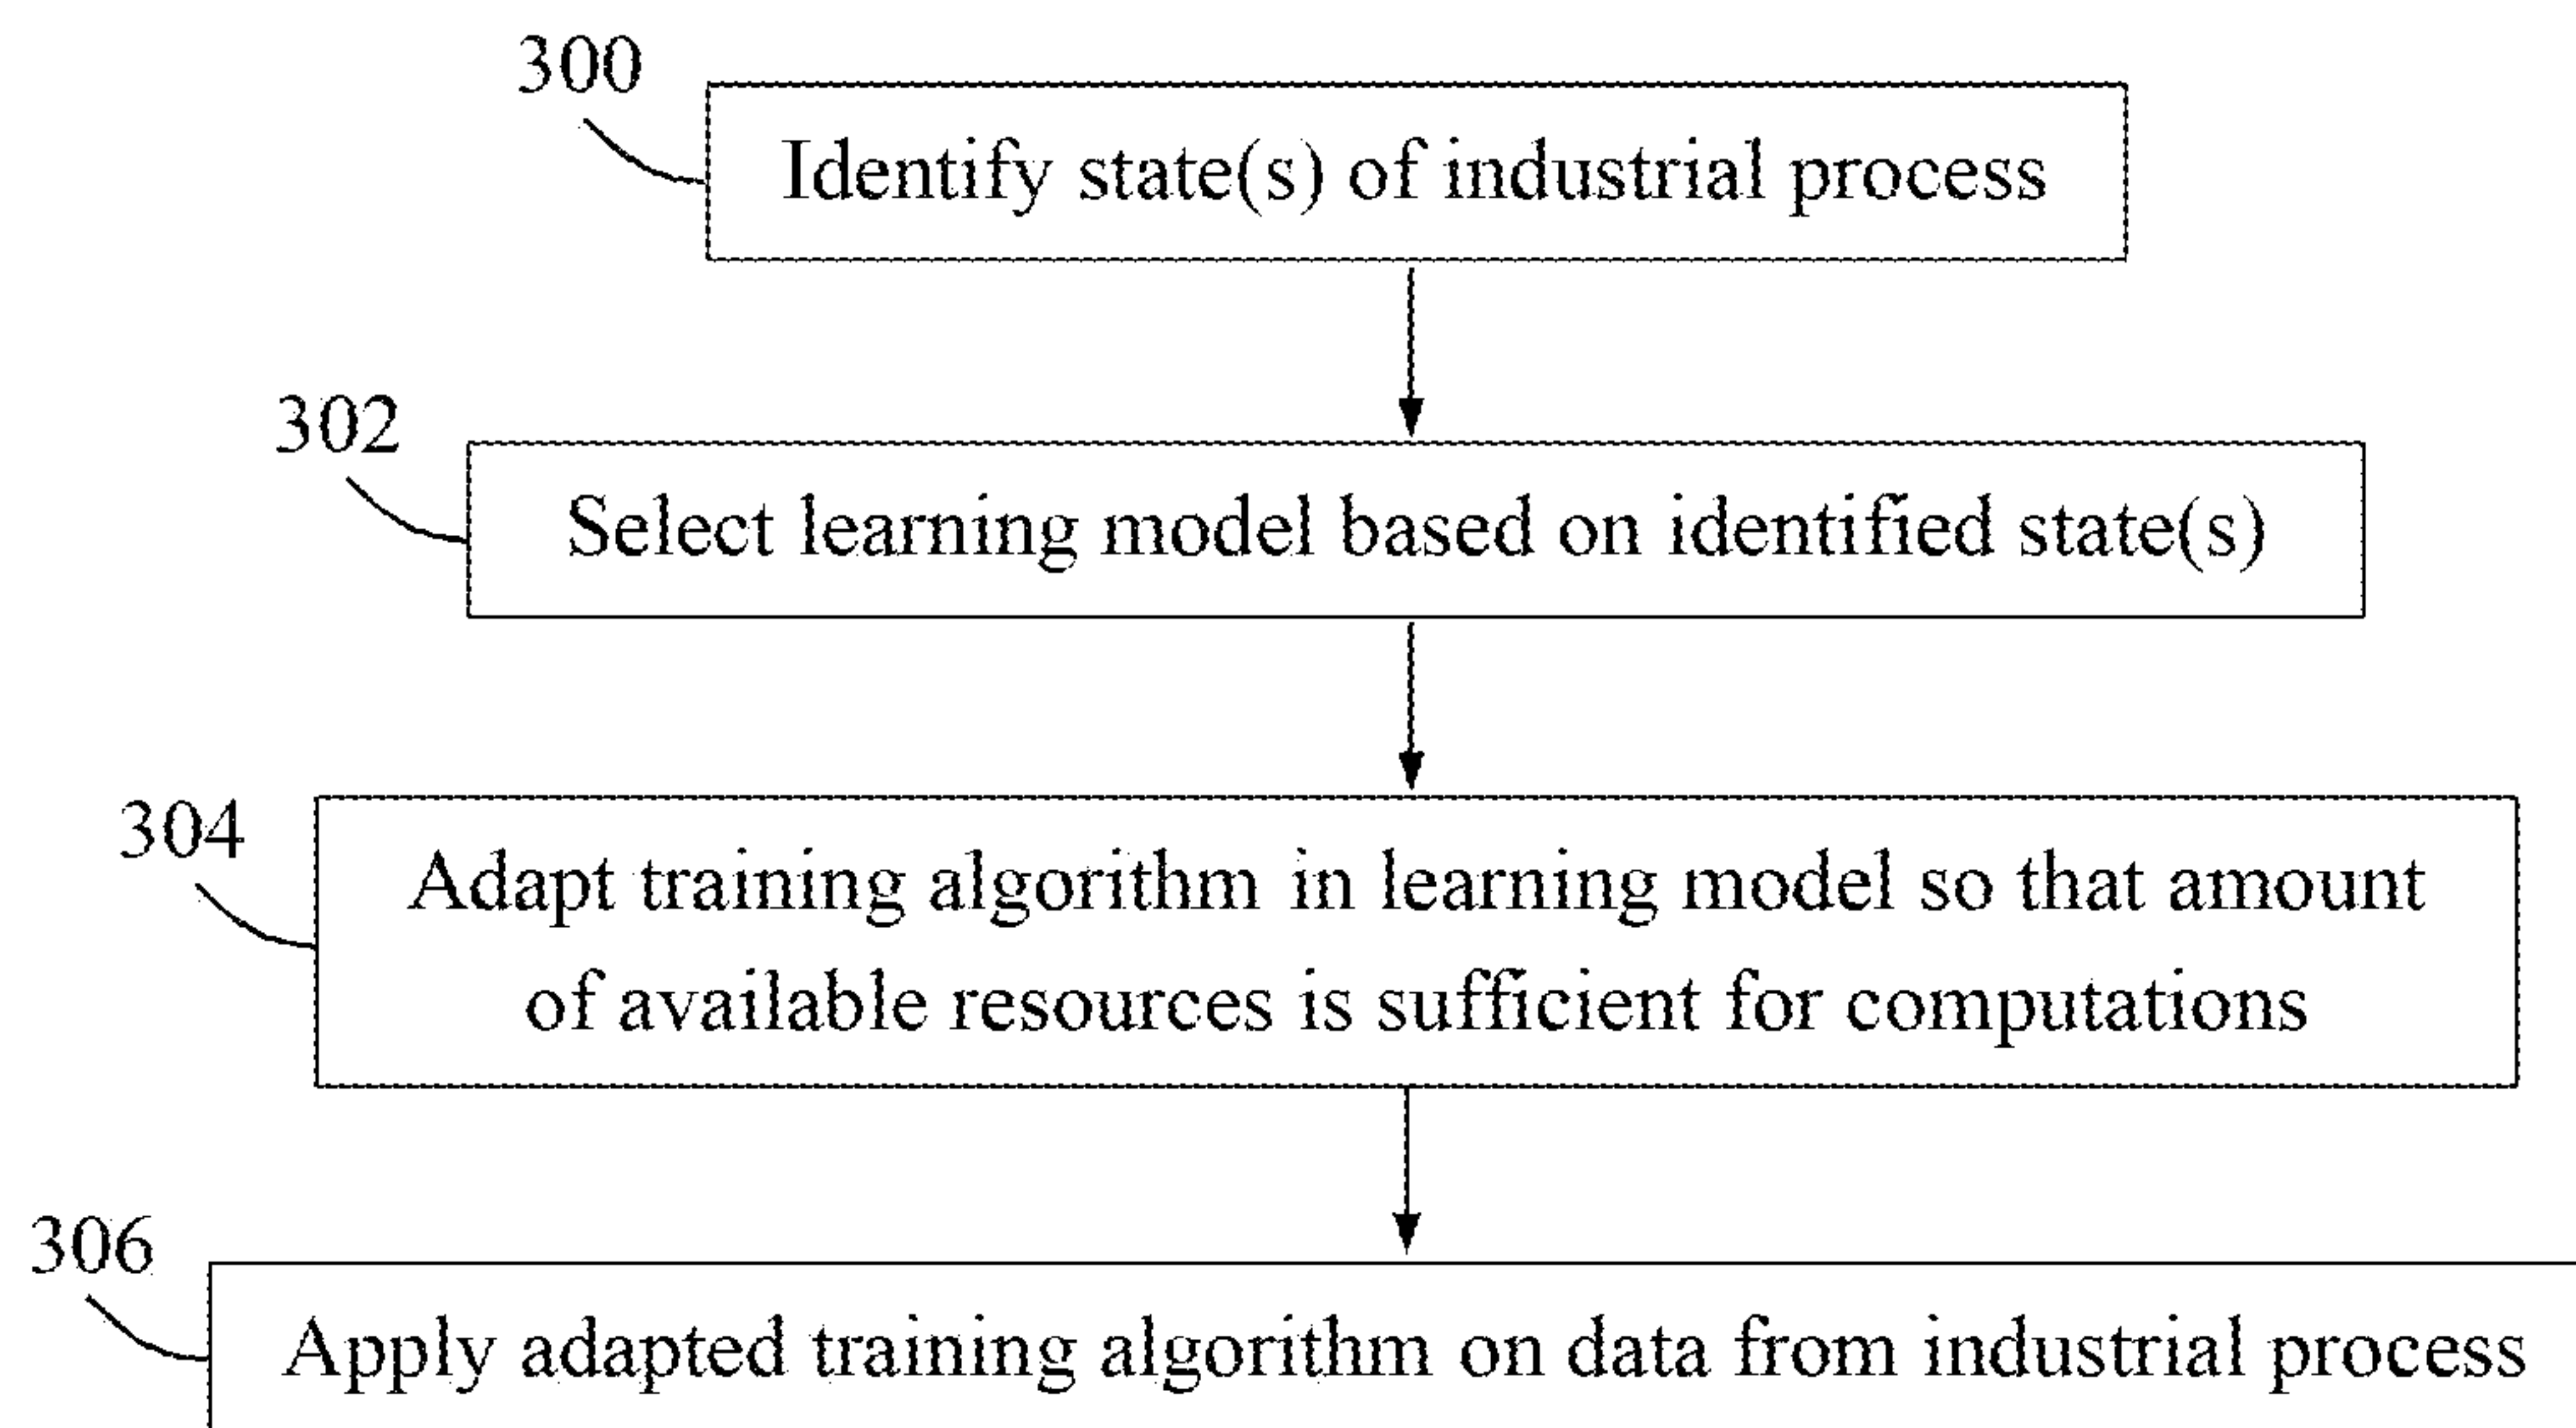 300
Identify state(s) of industrial process
302
Select learning model based on identified state(s)
304
Adapt training algorithm in learning model so that amount
of available resources is sufficient for computations
306
Apply adapted training algorithm on data from industrial process